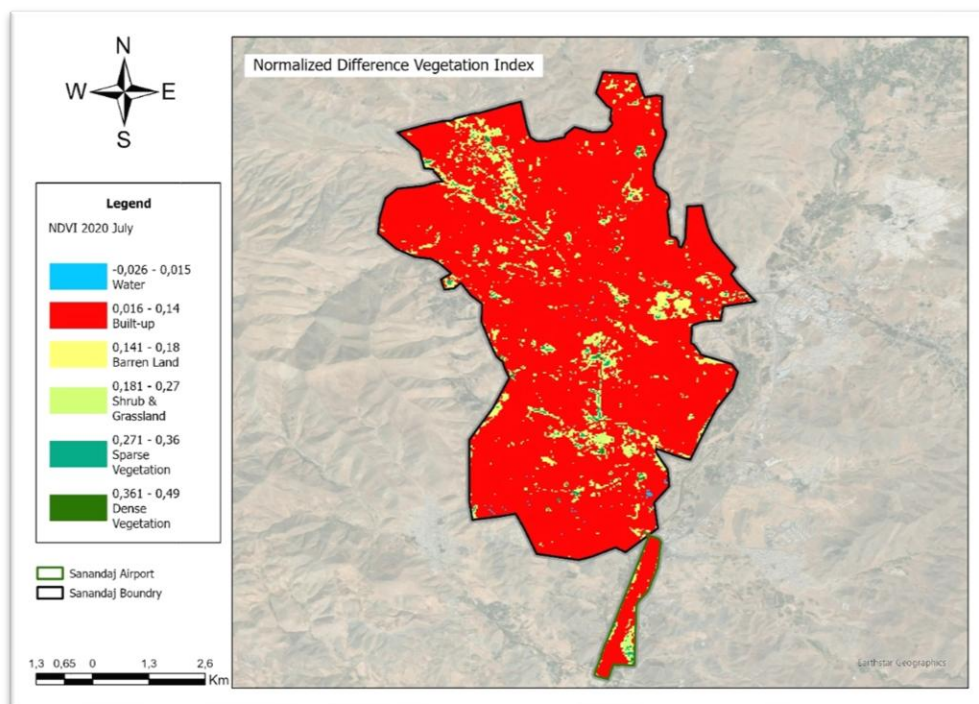 N
W E
S
Normalized Difference Vegetation Index
Legend
NDVI 2020 July
-0,026 - 0,015
Water
0,016 - 0,14
Built-up
0,141 - 0,18
Barren Land
0,181 - 0,27
Shrub &
Grassland
0,271 - 0,36
Sparse
Vegetation
0,361 - 0,49
Dense
Vegetation
Sanandaj Airport
Sanandaj Boundry
1,3 0,65 0 1,3 2,6
Km
Earthstar Geographics